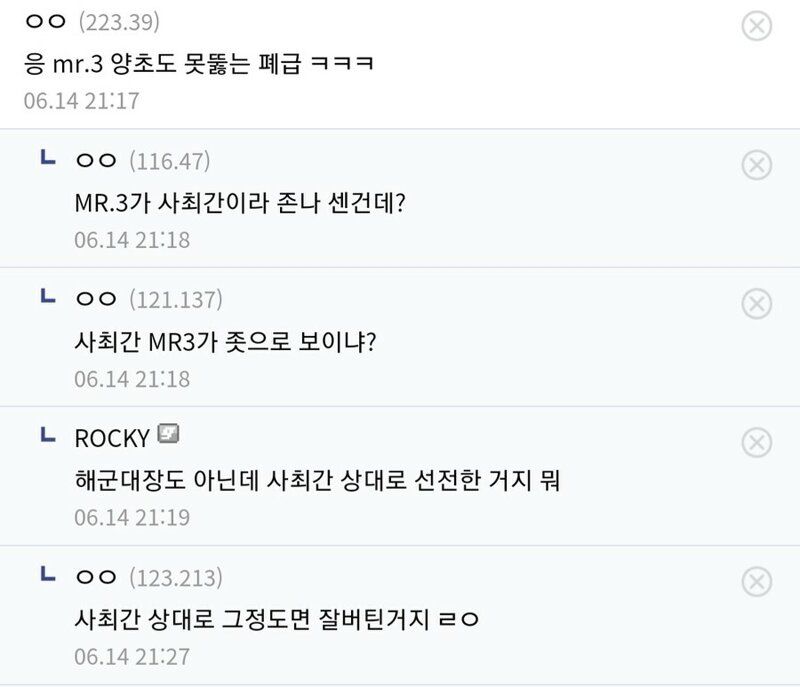 ㅇㅇ (223.39)
응 mr.3 양초도 못뚫는 폐급 ㅋㅋㅋ
06.14 21:17
ㅇㅇ (116.47)
MR.3가 사최간이라 존나 센건데?
06.14 21:18
ㅇㅇ (121.137)
사최간 MR3가 좃으로 보이냐?
06.14 21:18
ROCKY
해군대장도 아닌데 사최간 상대로 선전한 거지 뭐
06.14 21:19
ㅇㅇ (123.213)
사최간 상대로 그정도면 잘버틴거지 ㄹㅇ
06.14 21:27